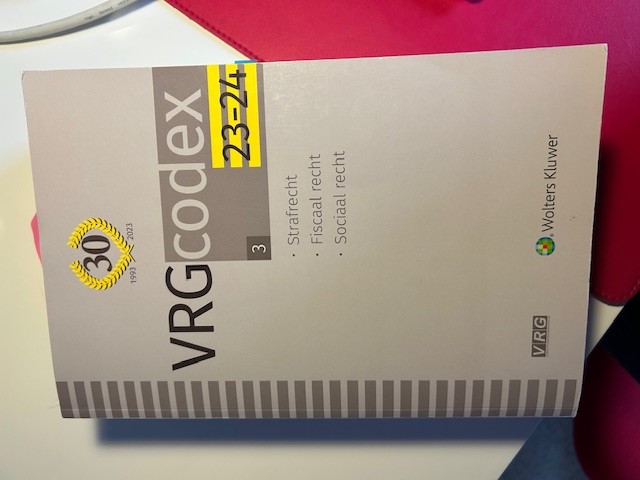 30
1993 2023
VRGcodex
23-24
3
· Strafrecht
· Fiscaal recht
· Sociaal recht
VRG
Wolters Kluwer